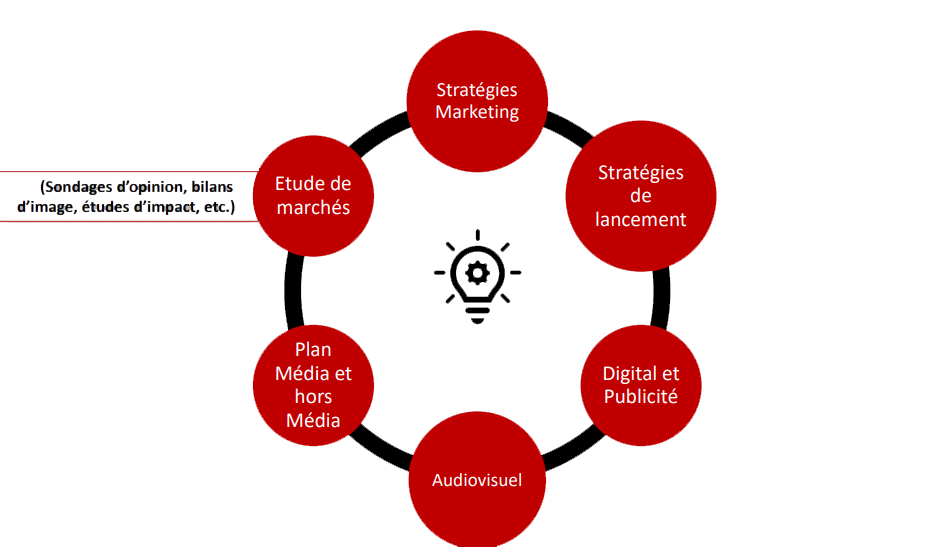 Stratégies
Marketing
Stratégies
de
lancement
Etude de
marchés
(Sondages d’opinion, bilans
d’image, études d’impact, etc.)
Plan
Média et
hors
Média
Digital et
Publicité
Audiovisuel